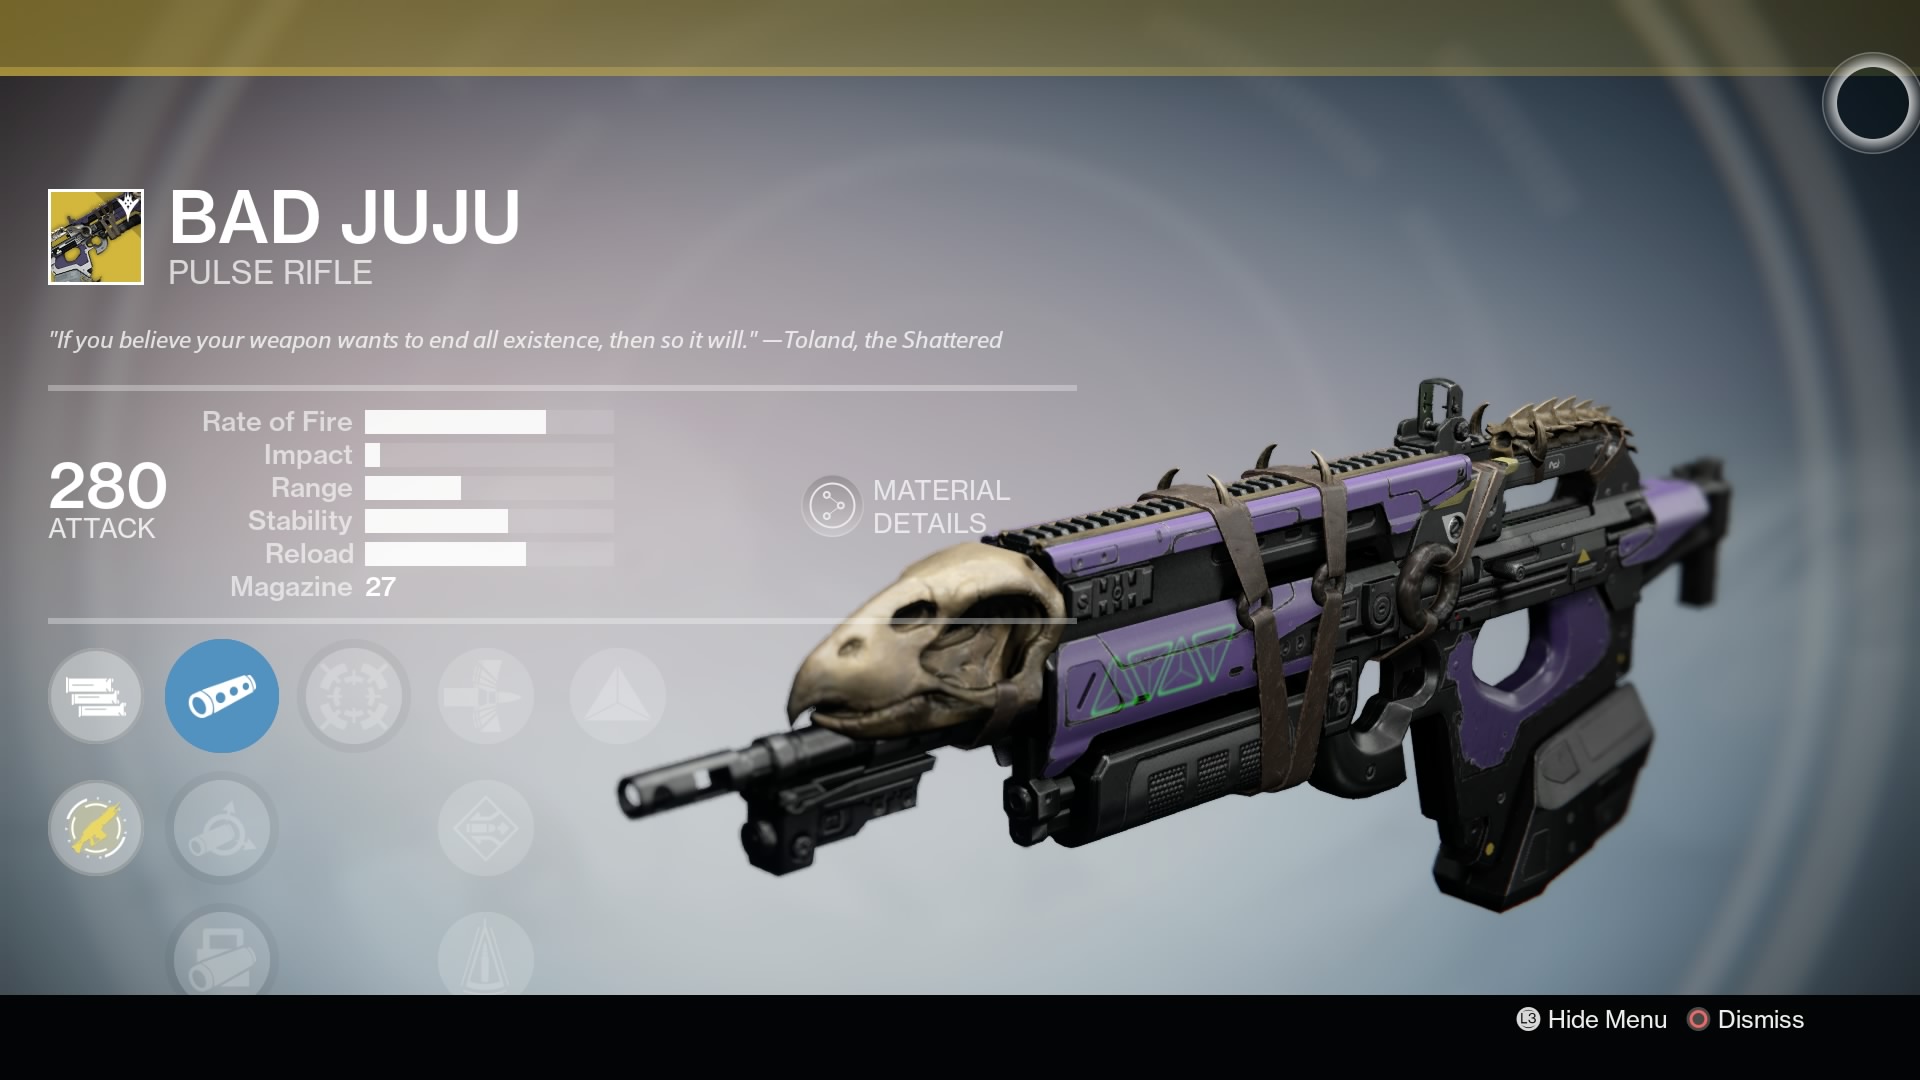 BAD JUJU
PULSE RIFLE
"If you believe your weapon wants to end all existence, then so it will." —Toland, the Shattered
280
ATTACK
Rate of Fire
Impact
Range
Stability
Reload
Magazine 27
MATERIAL
DETAILS
L3 Hide Menu
Dismiss